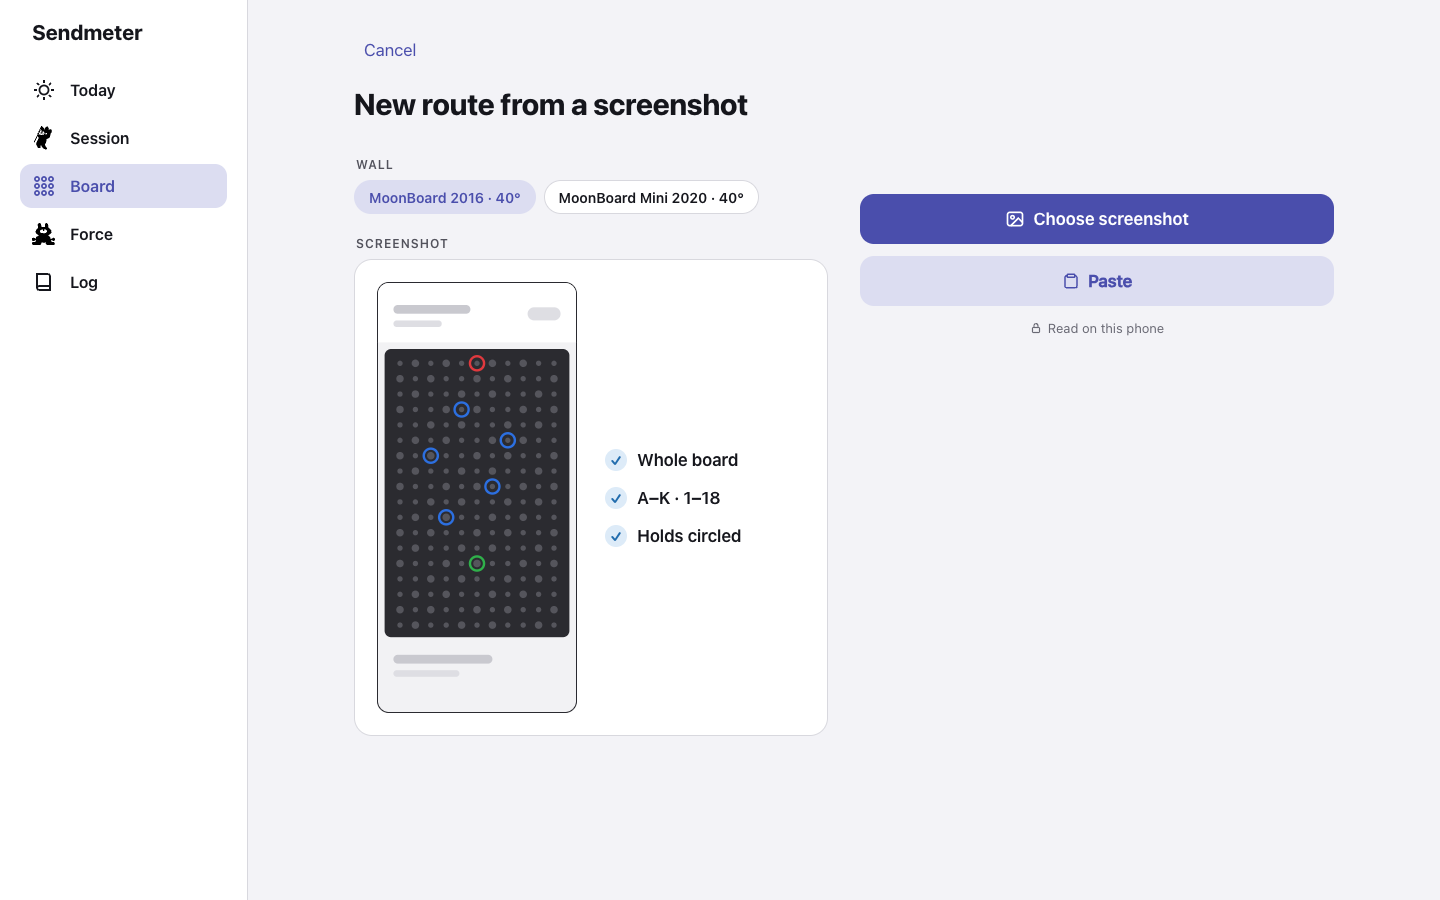 Sendmeter
Today
Session
Board
Force
Log
Cancel
New route from a screenshot
WALL
MoonBoard 2016 · 40°
MoonBoard Mini 2020 · 40°
SCREENSHOT
Whole board
A–K · 1–18
Holds circled
Choose screenshot
Paste
Read on this phone